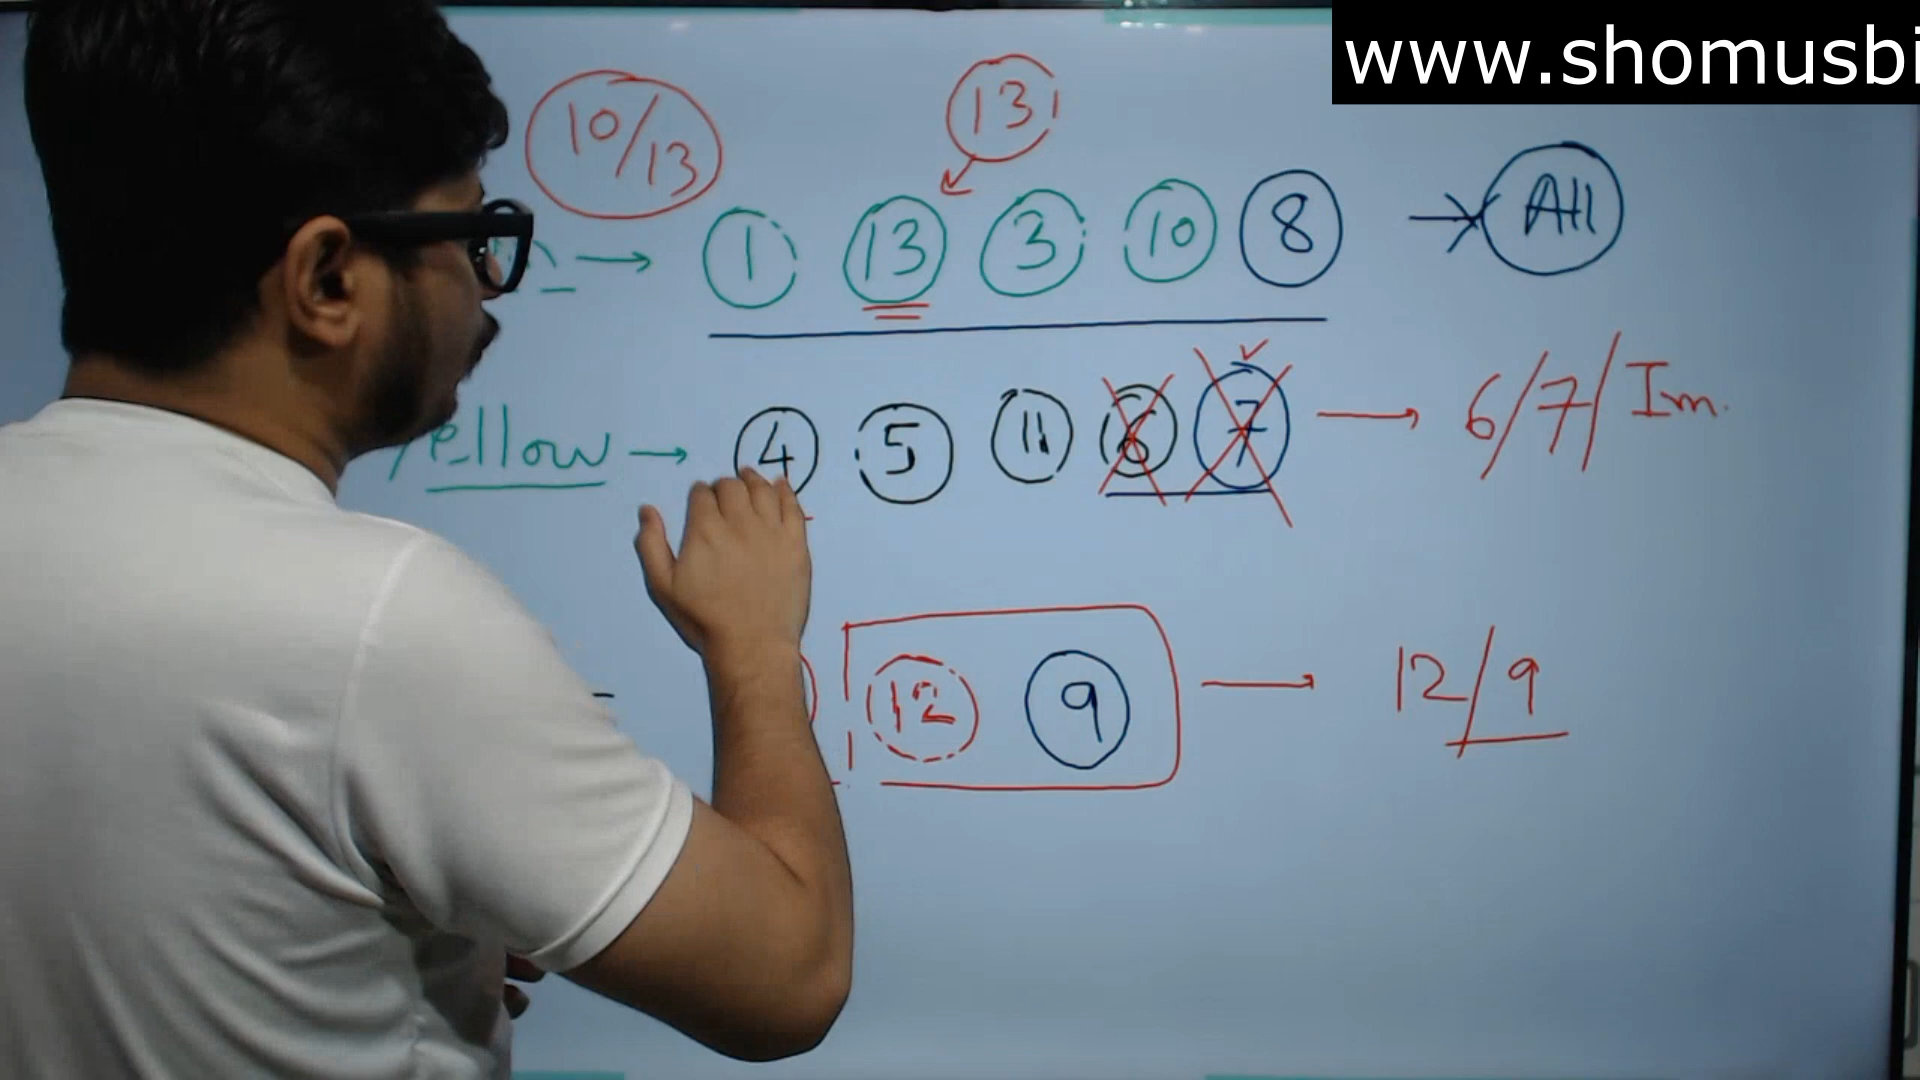 www.shomusbi
10/13
13
→ 1 13 3 10 8 → All
Yellow → 4 5 11 6 7 → 6/7/Im.
12 9 → 12/9